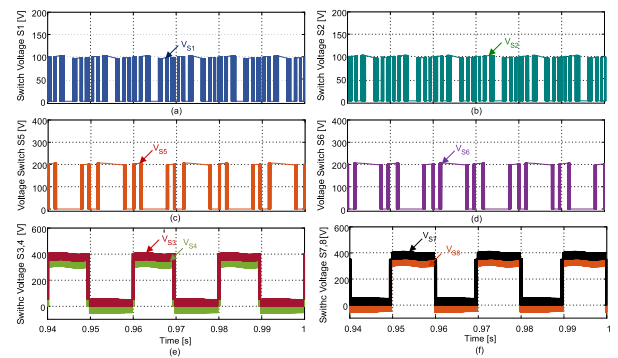 Switch Voltage S1 [V]
200
150
100
50
0
V_S1
(a)
Switch Voltage S2 [V]
200
150
100
50
0
V_S2
(b)
Voltage Switch S5 [V]
400
300
200
100
0
V_S5
(c)
Voltage Switch S6 [V]
400
300
200
100
0
V_S6
(d)
Swithc Voltage S3,4 [V]
600
400
200
0
V_S3
V_S4
0.94 0.95 0.96 0.97 0.98 0.99 1
Time [s]
(e)
Swithc Voltage S7,8 [V]
600
400
200
0
V_S7
V_S8
0.94 0.95 0.96 0.97 0.98 0.99 1
Time [s]
(f)